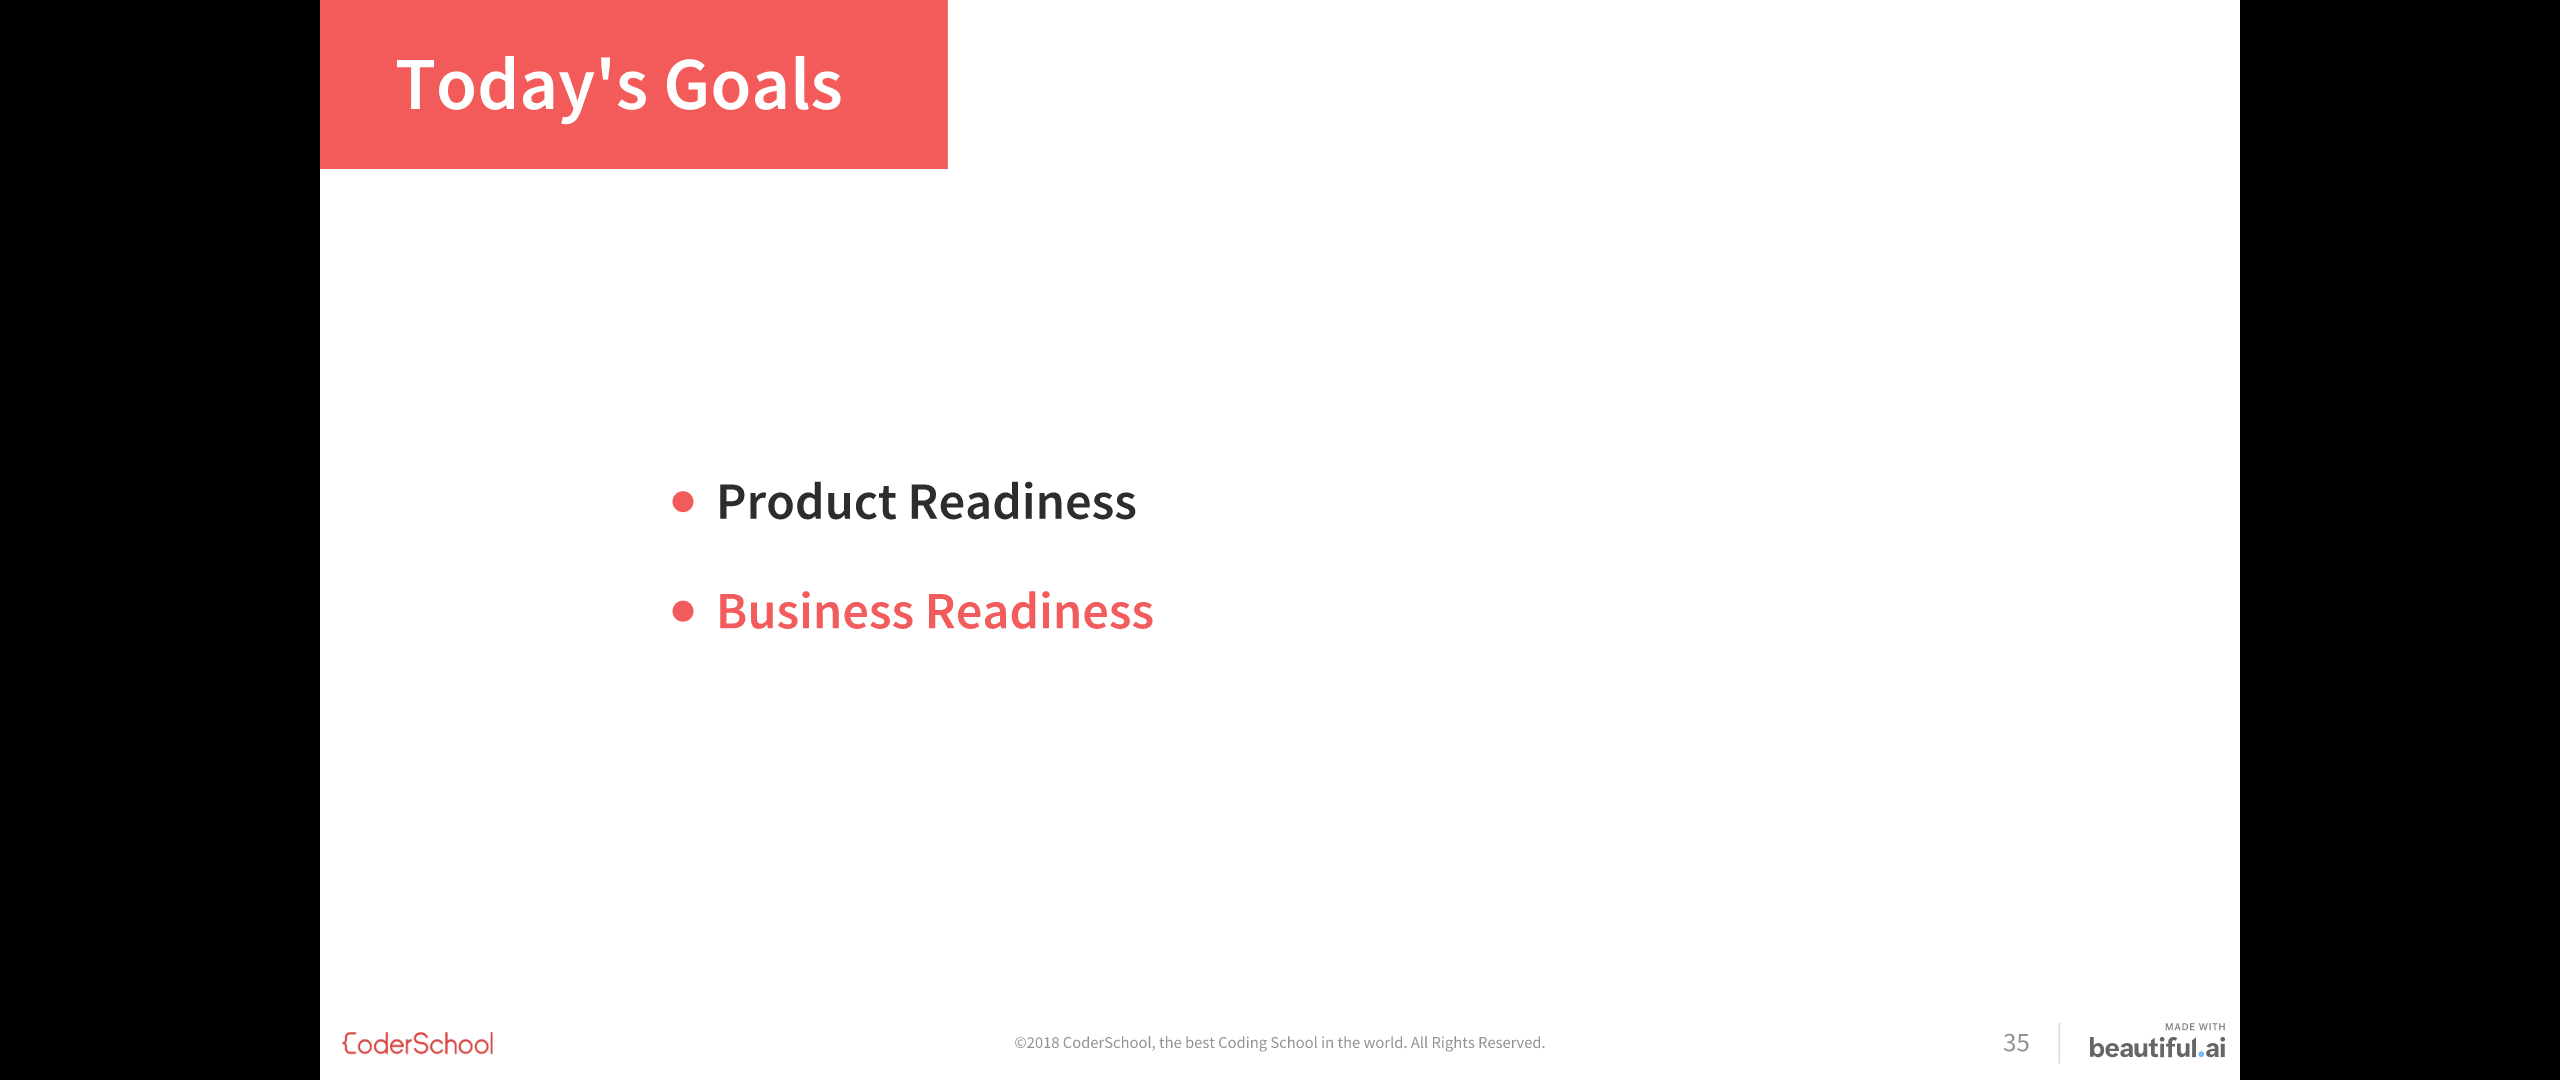 Today's Goals
Product Readiness
Business Readiness
{CoderSchool
©2018 CoderSchool, the best Coding School in the world. All Rights Reserved.
35
MADE WITH
beautiful.ai